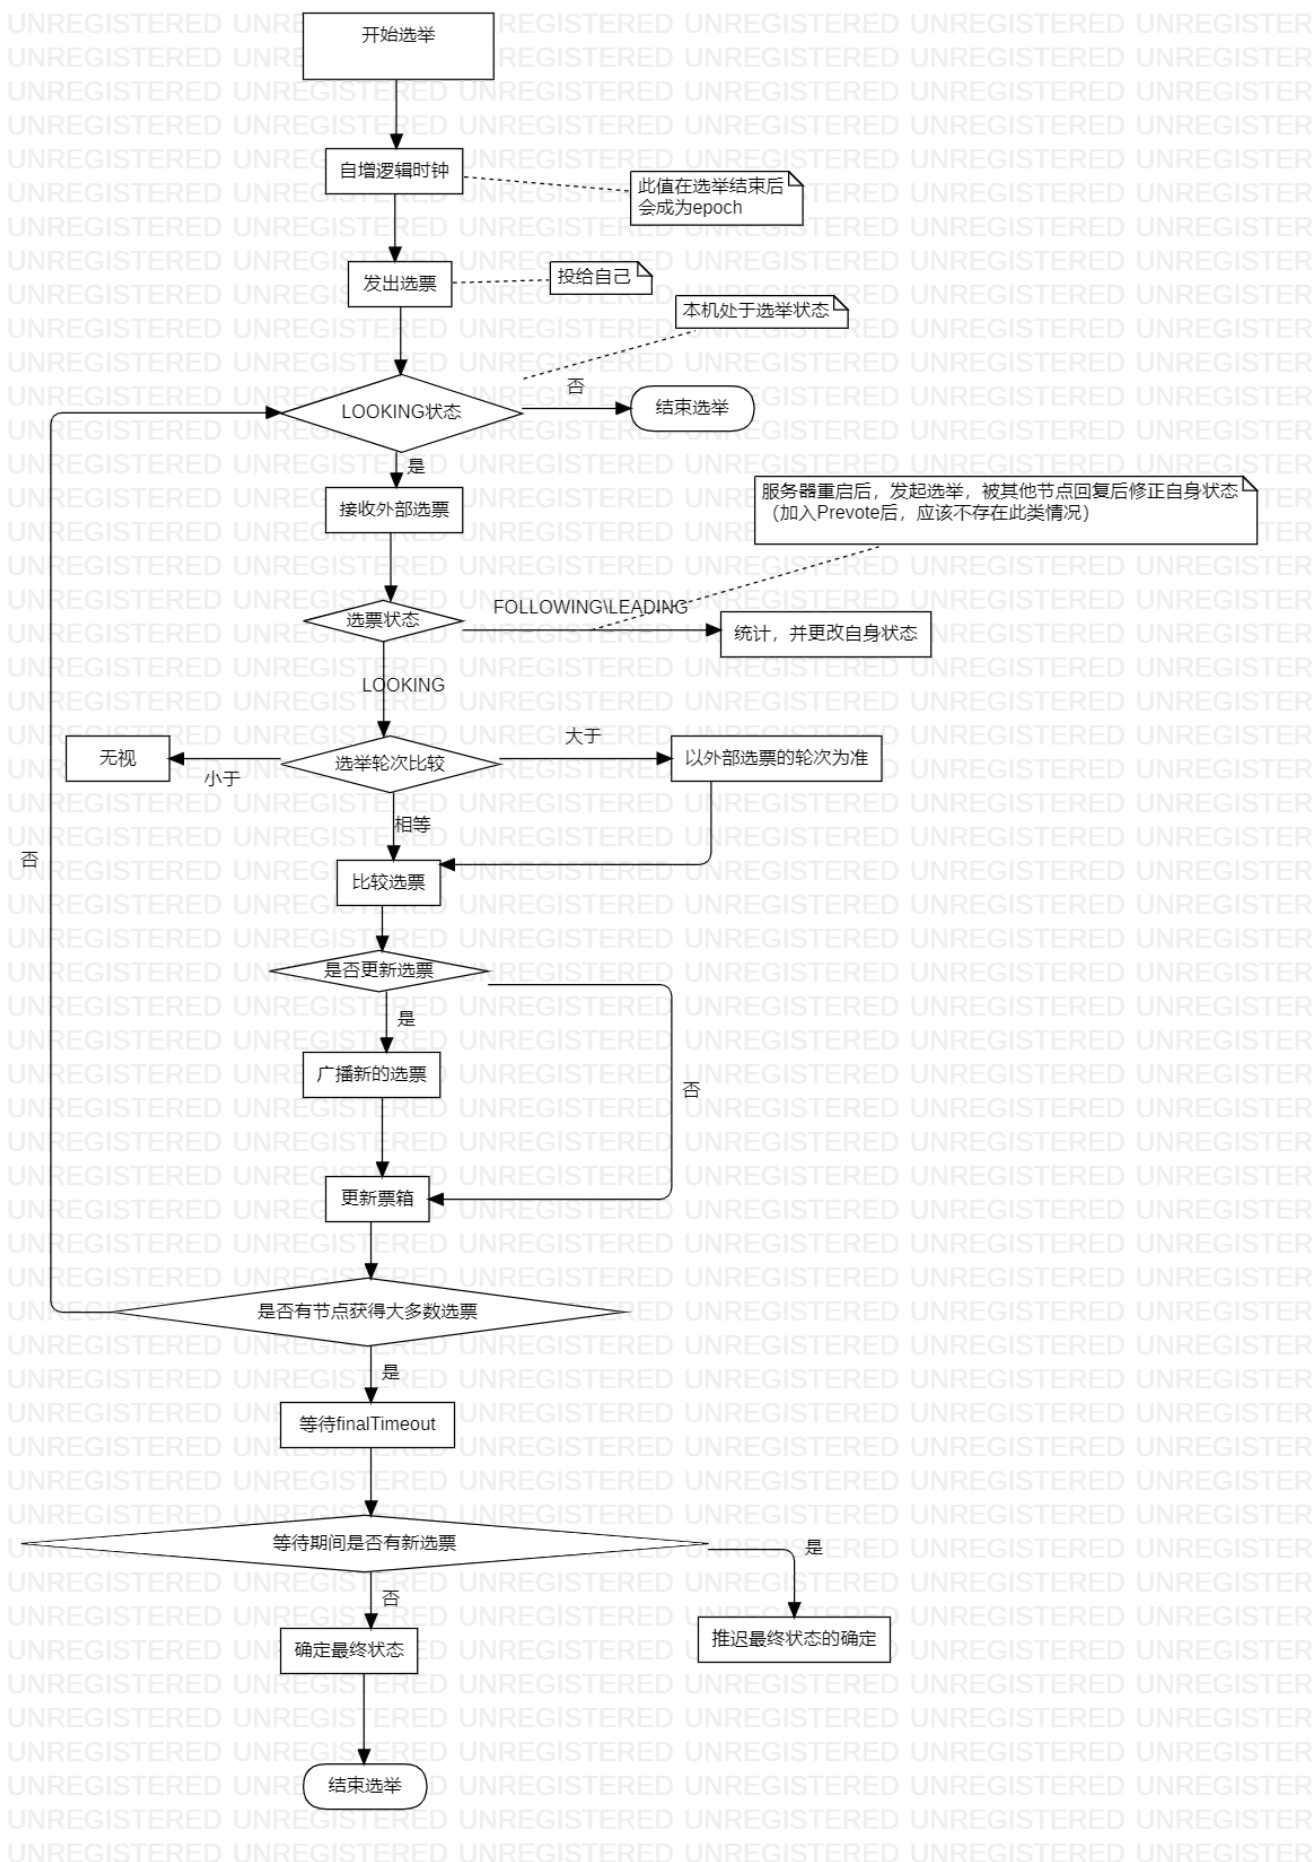 开始选举
自增逻辑时钟
此值在选举结束后
会成为epoch
发出选票
投给自己
本机处于选举状态
LOOKING状态
否
结束选举
是
接收外部选票
服务器重启后，发起选举，被其他节点回复后修正自身状态
（加入Prevote后，应该不存在此类情况）
选票状态
FOLLOWING\LEADING
统计，并更改自身状态
LOOKING
无视
小于
选举轮次比较
大于
以外部选票的轮次为准
相等
否
比较选票
是否更新选票
是
广播新的选票
否
更新票箱
是否有节点获得大多数选票
是
等待finalTimeout
等待期间是否有新选票
是
否
确定最终状态
推迟最终状态的确定
结束选举
UNREGISTERED